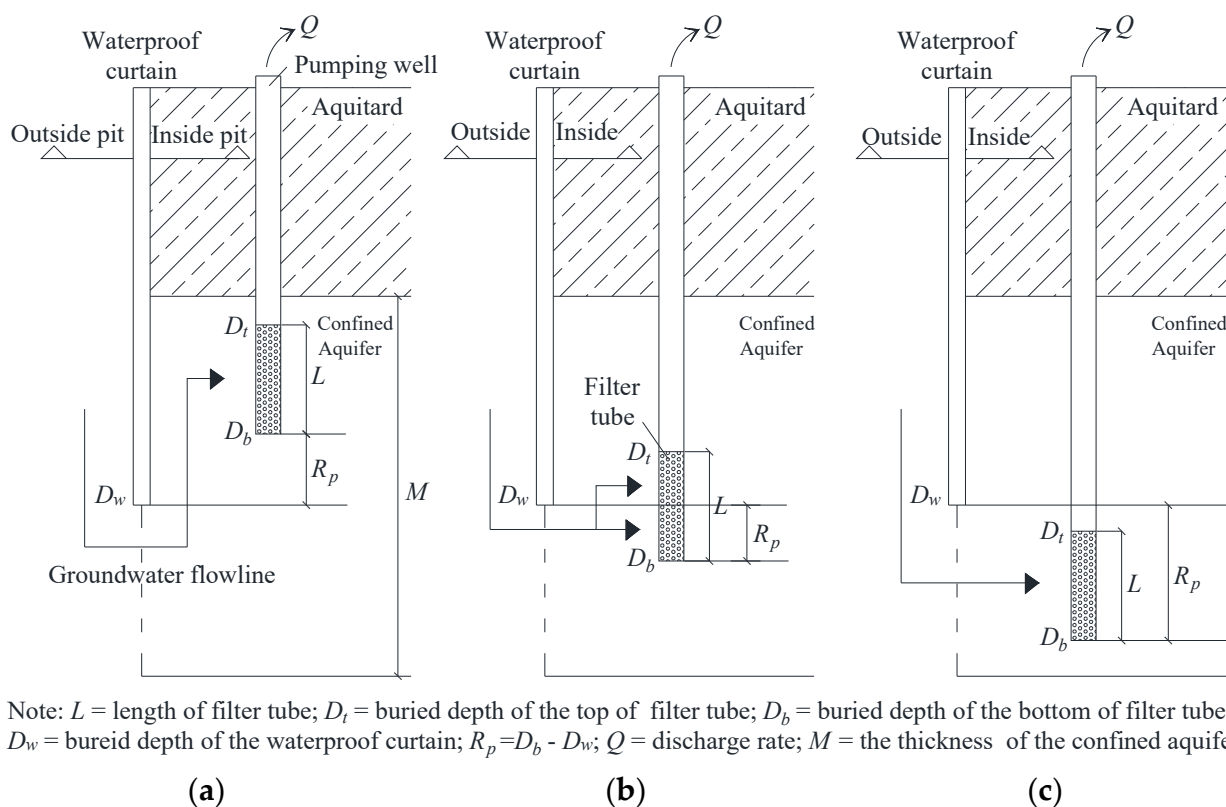 Q
Waterproof
curtain
Pumping well
Aquitard
Outside pit
Inside pit
Dt
Confined
Aquifer
L
Db
Rp
Dw
M
Groundwater flowline
Q
Waterproof
curtain
Aquitard
Outside
Inside
Confined
Aquifer
Filter
tube
Dt
Dw
L
Rp
Db
Q
Waterproof
curtain
Aquitard
Outside
Inside
Confined
Aquifer
Dw
Dt
L
Rp
Db
Note: L = length of filter tube; Dt = buried depth of the top of filter tube; Db = buried depth of the bottom of filter tube
Dw = bureid depth of the waterproof curtain; Rp=Db - Dw; Q = discharge rate; M = the thickness of the confined aquife
(a)
(b)
(c)